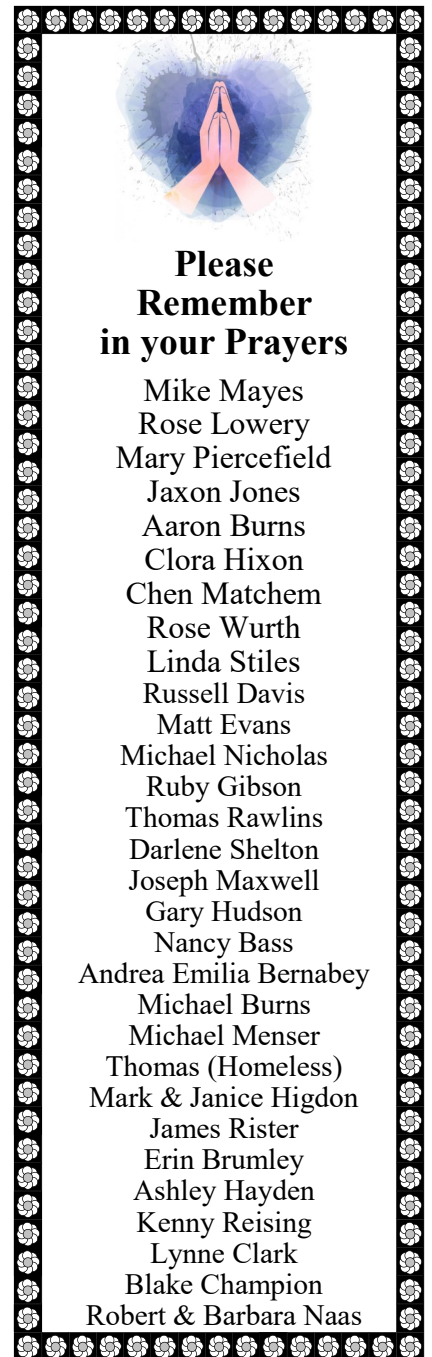 Please
Remember
in your Prayers
Mike Mayes
Rose Lowery
Mary Piercefield
Jaxon Jones
Aaron Burns
Clora Hixon
Chen Matchem
Rose Wurth
Linda Stiles
Russell Davis
Matt Evans
Michael Nicholas
Ruby Gibson
Thomas Rawlins
Darlene Shelton
Joseph Maxwell
Gary Hudson
Nancy Bass
Andrea Emilia Bernabey
Michael Burns
Michael Menser
Thomas (Homeless)
Mark & Janice Higdon
James Rister
Erin Brumley
Ashley Hayden
Kenny Reising
Lynne Clark
Blake Champion
Robert & Barbara Naas